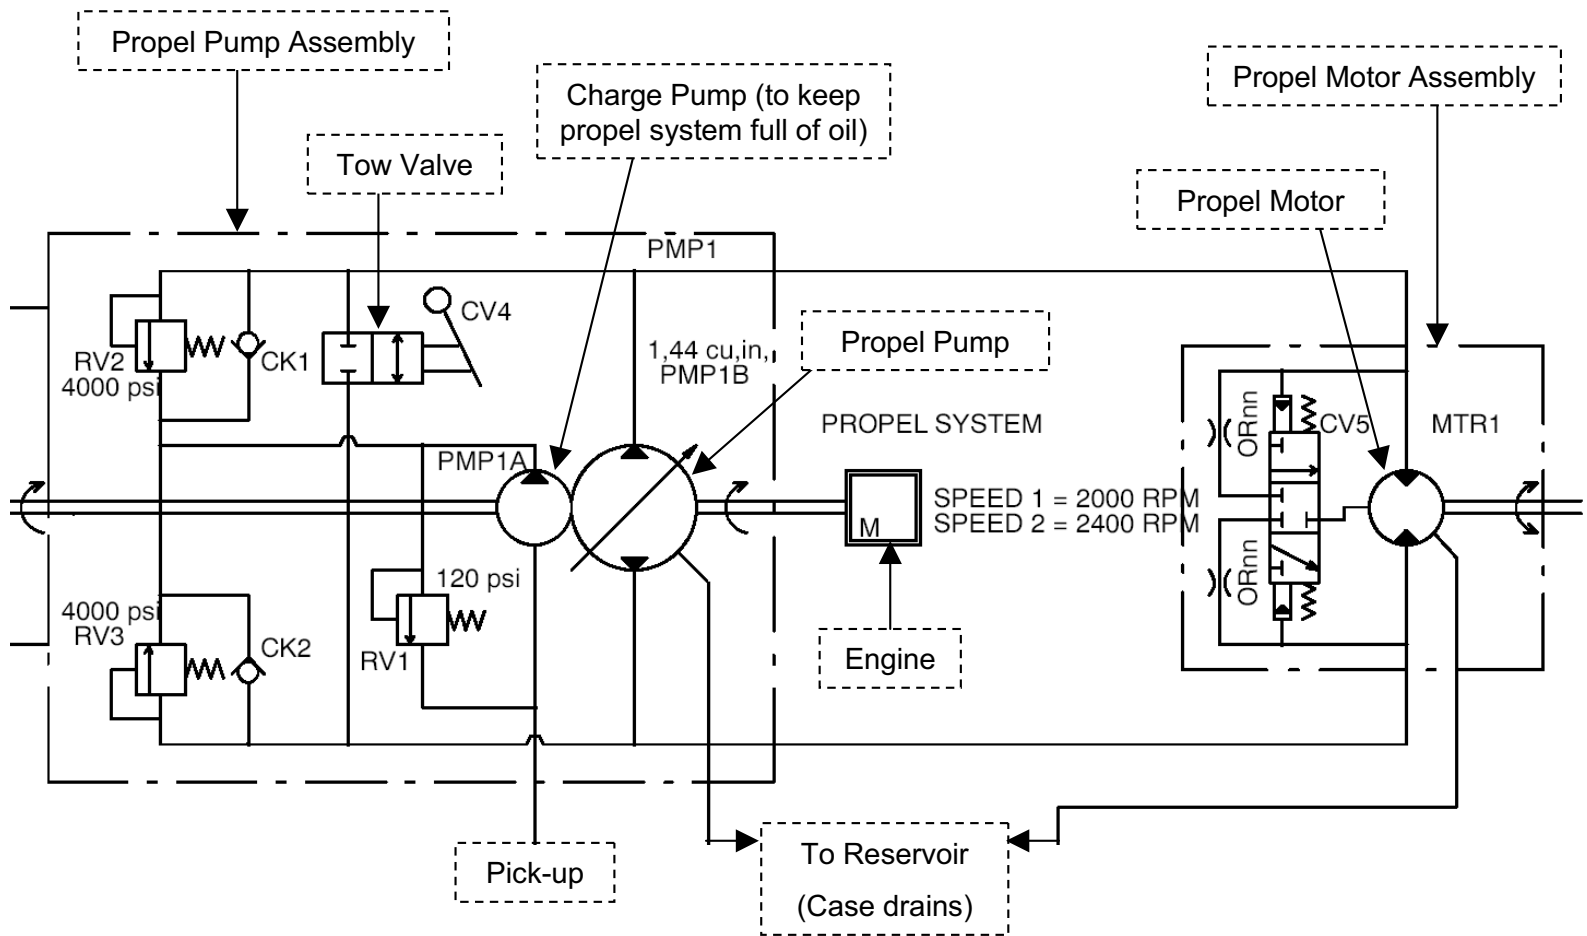 Propel Pump Assembly
Charge Pump (to keep
propel system full of oil)
Propel Motor Assembly
Tow Valve
Propel Motor
PMP1
CV4
RV2
4000 psi
CK1
1,44 cu,in,
PMP1B
Propel Pump
PROPEL SYSTEM
ORnn
CV5
MTR1
PMP1A
M
SPEED 1 = 2000 RPM
SPEED 2 = 2400 RPM
ORnn
120 psi
4000 psi
RV3
CK2
RV1
Engine
Pick-up
To Reservoir
(Case drains)